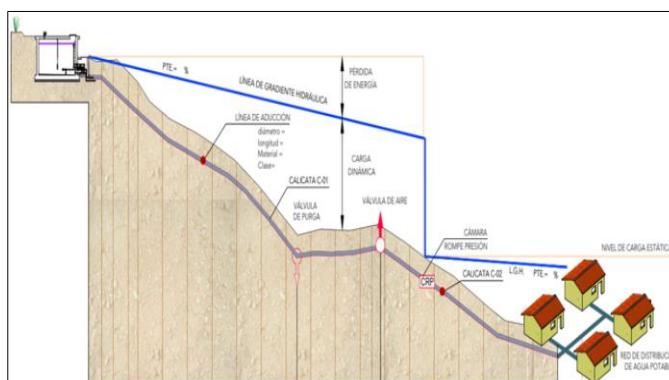 PTE.= %
LÍNEA DE GRADIENTE HIDRÁULICA
PÉRDIDA
DE ENERGÍA
LÍNEA DE ADUCCIÓN
diámetro =
longitud =
Material =
Clase=
CARGA
DINÁMICA
CALICATA C-01
VÁLVULA
DE PURGA
VÁLVULA DE AIRE
CÁMARA
ROMPE PRESIÓN
NIVEL DE CARGA ESTÁTICA
L.G.H. PTE.= %
CRP
CALICATA C-02
RED DE DISTRIBUC
DE AGUA POTABL